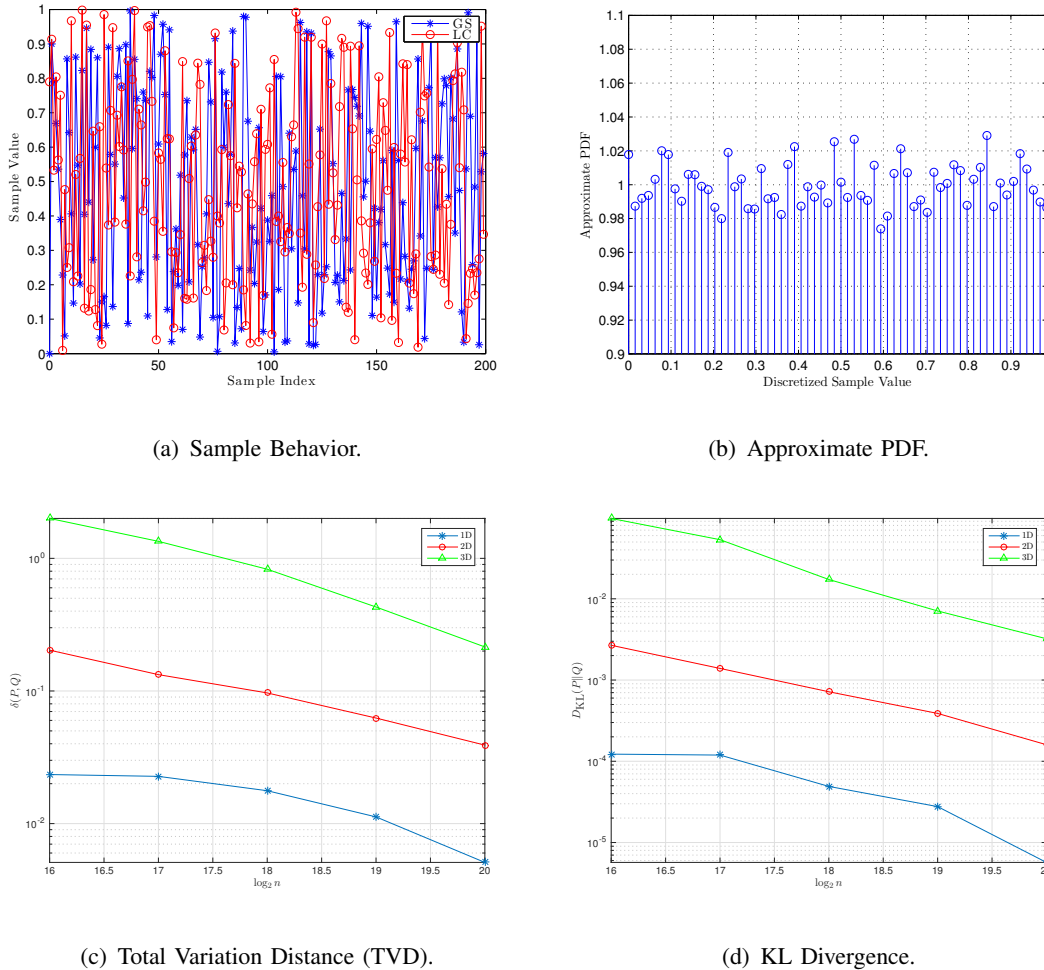 1
0.9
0.8
0.7
0.6
0.5
0.4
0.3
0.2
0.1
0
Sample Value
GS
LC
0 50 100 150 200
Sample Index
(a) Sample Behavior.
1.1
1.08
1.06
1.04
1.02
1
0.98
0.96
0.94
0.92
0.9
Approximate PDF
0 0.1 0.2 0.3 0.4 0.5 0.6 0.7 0.8 0.9
Discretized Sample Value
(b) Approximate PDF.
10^0
10^-1
10^-2
δ(P, Q)
1D
2D
3D
16 16.5 17 17.5 18 18.5 19 19.5 20
log₂ n
(c) Total Variation Distance (TVD).
10^-2
10^-3
10^-4
10^-5
D_KL(P‖Q)
1D
2D
3D
16 16.5 17 17.5 18 18.5 19 19.5 20
log₂ n
(d) KL Divergence.